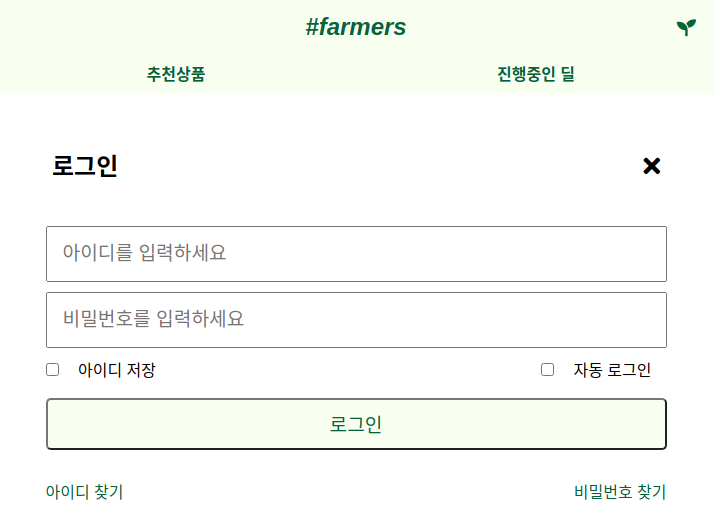 #farmers
추천상품 진행중인 딜
로그인
아이디를 입력하세요
비밀번호를 입력하세요
아이디 저장 자동 로그인
로그인
아이디 찾기 비밀번호 찾기